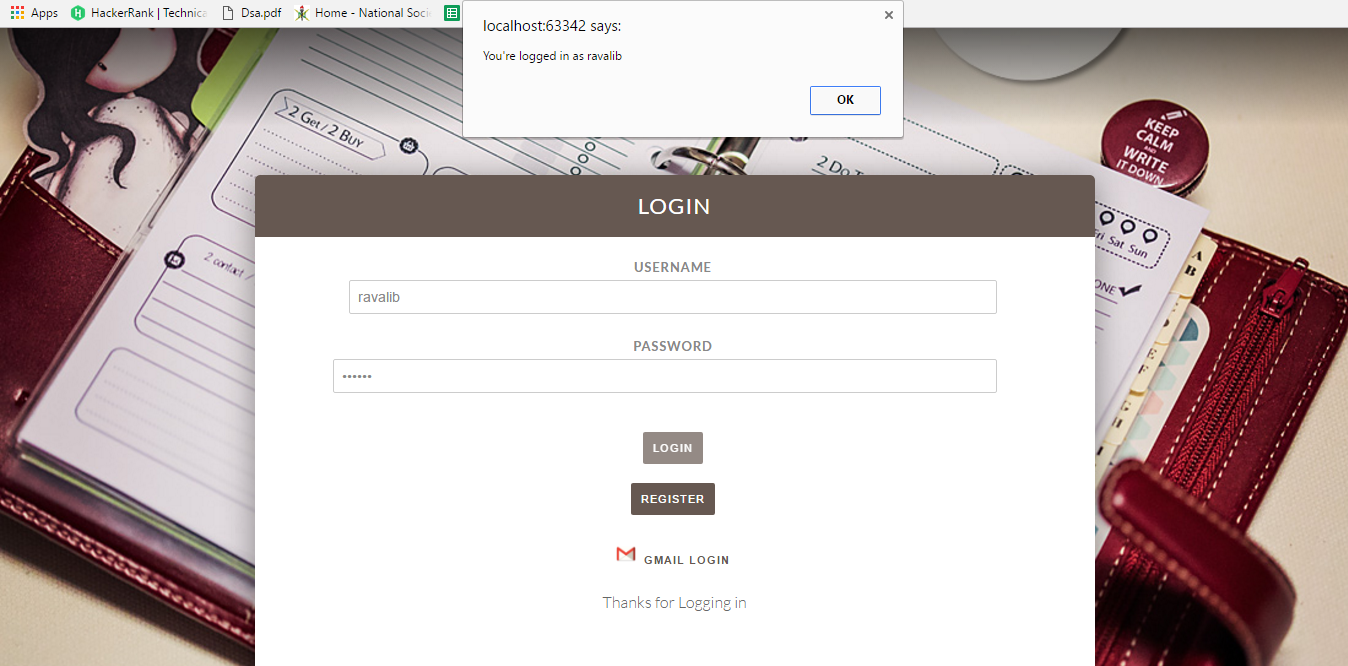 Apps HackerRank | Technica Dsa.pdf Home - National Soci
localhost:63342 says:
You're logged in as ravalib
OK
2 Get / 2 Buy
2 Do
KEEP
CALM
AND
WRITE
IT DOWN
Fri Sat Sun
2 contact /
ONE
A
B
E
F
G
H
I
LOGIN
USERNAME
ravalib
PASSWORD
••••••
LOGIN
REGISTER
GMAIL LOGIN
Thanks for Logging in